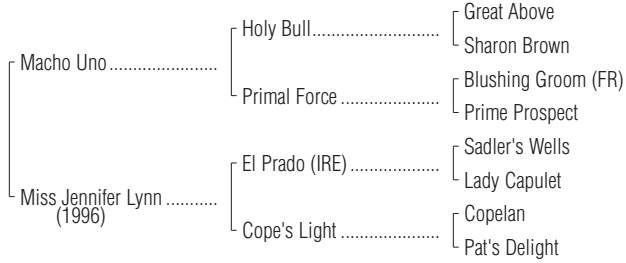 Great Above
Holy Bull
Sharon Brown
Macho Uno
Blushing Groom (FR)
Primal Force
Prime Prospect
Sadler's Wells
El Prado (IRE)
Lady Capulet
Miss Jennifer Lynn
(1996)
Copelan
Cope's Light
Pat's Delight